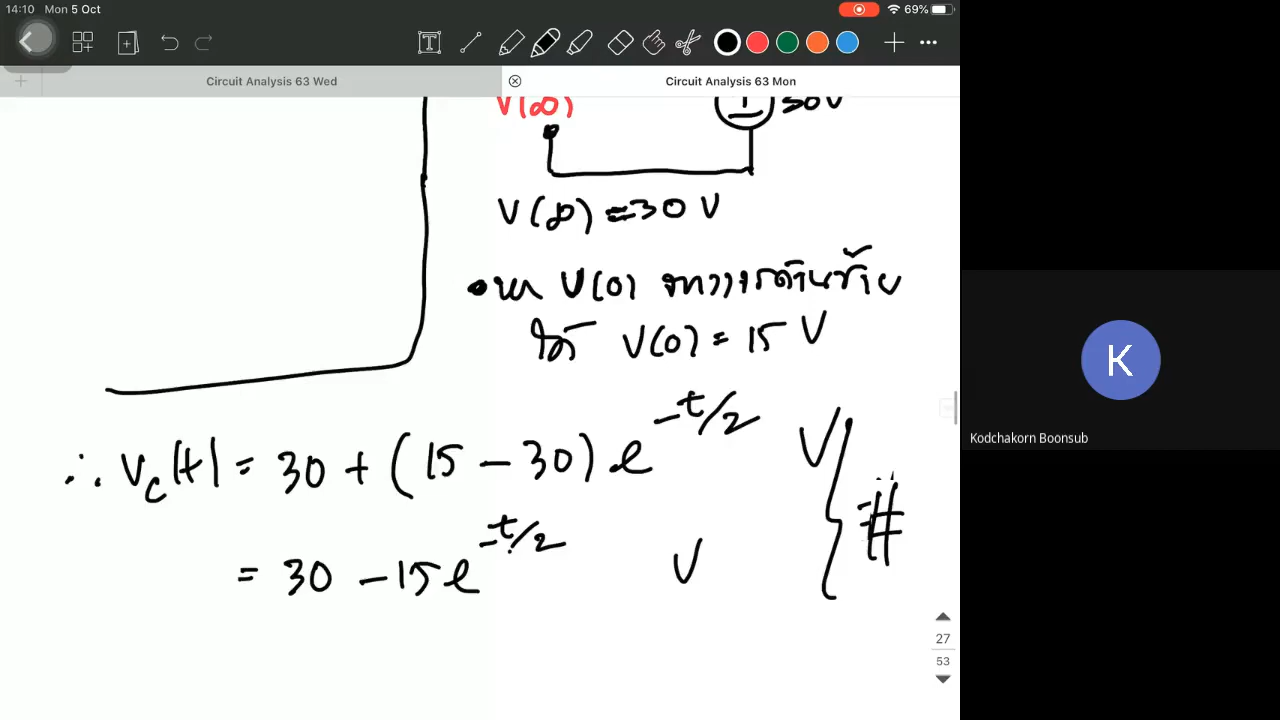 14:10 Mon 5 Oct
69%
Circuit Analysis 63 Wed
Circuit Analysis 63 Mon
V(∞)
30V
V(∞) = 30 V
• หา V(0) จากวงจรด้านซ้าย
ได้ V(0) = 15 V
∴ Vc(t) = 30 + (15 - 30) e^-t/2 V
= 30 - 15 e^-t/2 V
#
27
53
K
Kodchakorn Boonsub